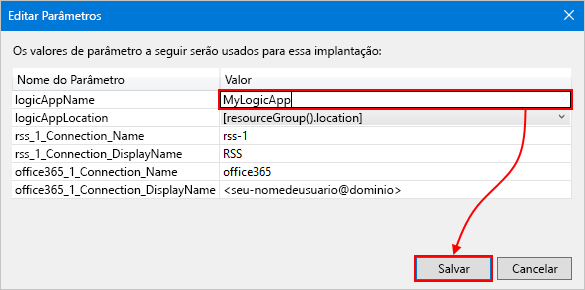 Editar Parâmetros
Os valores de parâmetro a seguir serão usados para essa implantação:
Nome do Parâmetro Valor
logicAppName MyLogicApp
logicAppLocation [resourceGroup().location]
rss_1_Connection_Name rss-1
rss_1_Connection_DisplayName RSS
office365_1_Connection_Name office365
office365_1_Connection_DisplayName <seu-nomedeusuario@dominio>
Salvar Cancelar